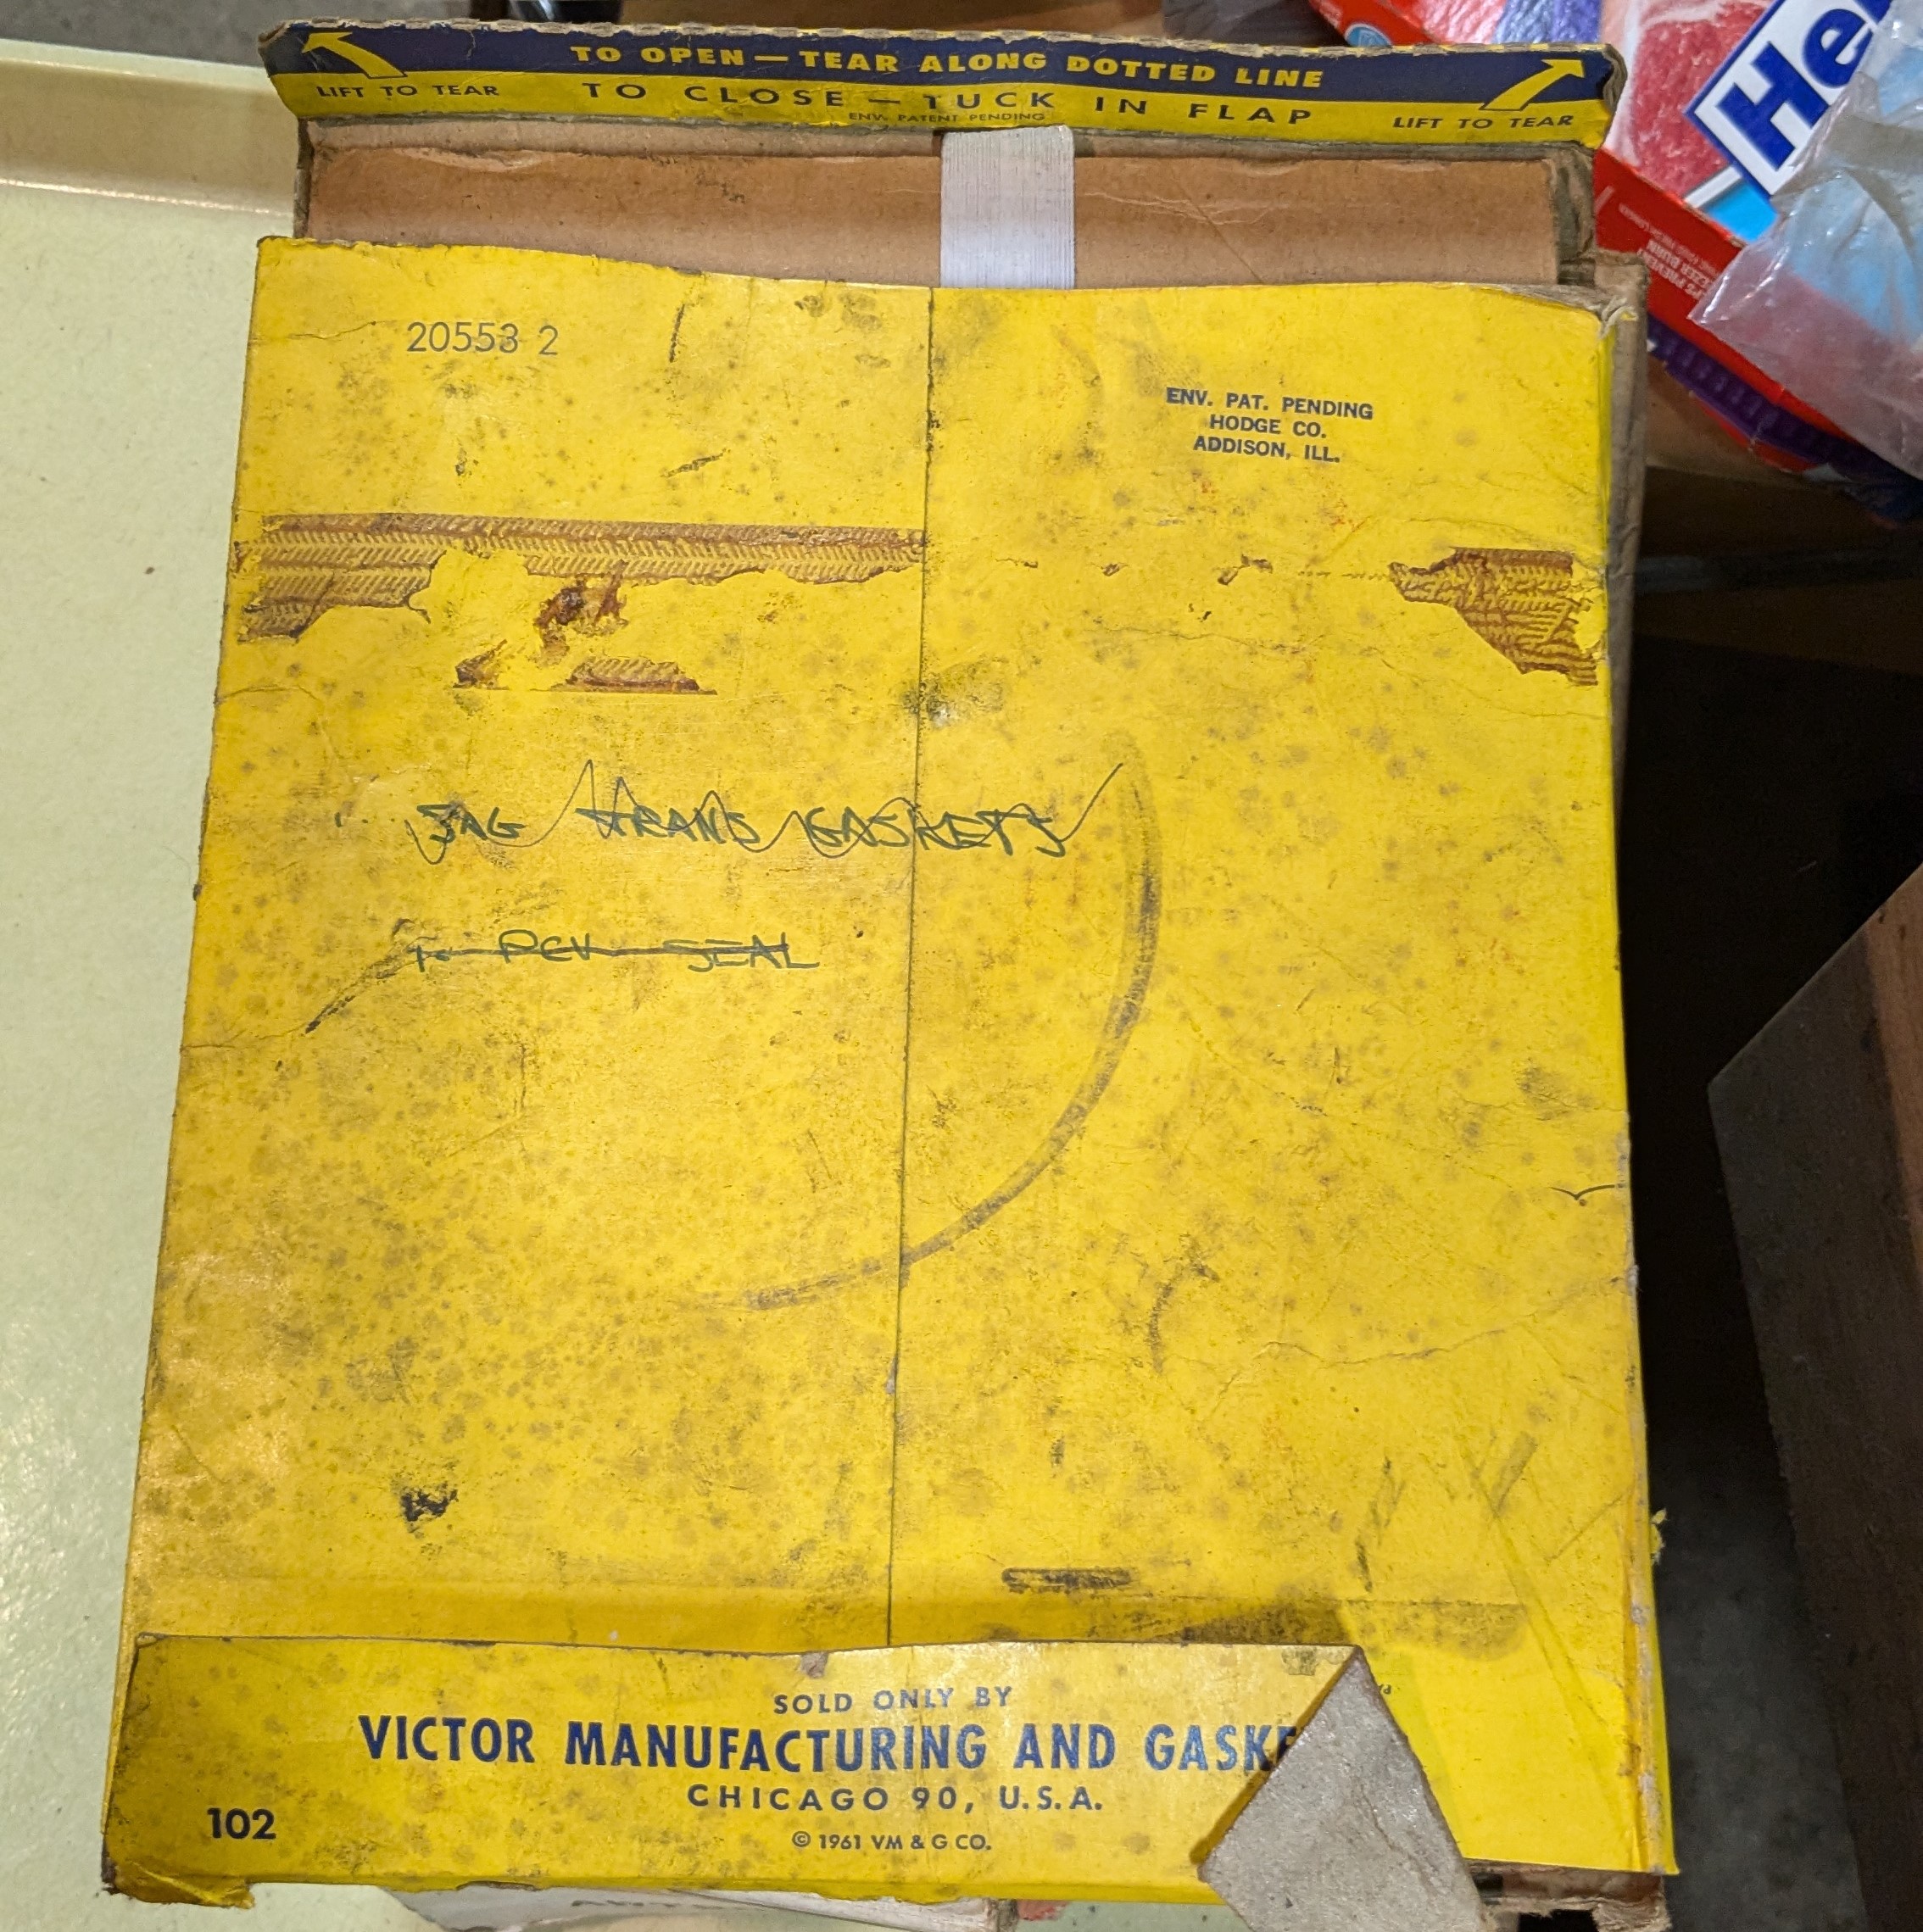 TO OPEN — TEAR ALONG DOTTED LINE
LIFT TO TEAR TO CLOSE — TUCK IN FLAP LIFT TO TEAR
ENV. PATENT PENDING
He
20553 2
ENV. PAT. PENDING
HODGE CO.
ADDISON, ILL.
JAG TRANS GASKETS
SEAL
SOLD ONLY BY
VICTOR MANUFACTURING AND GASKE
CHICAGO 90, U.S.A.
102
© 1961 VM & G CO.